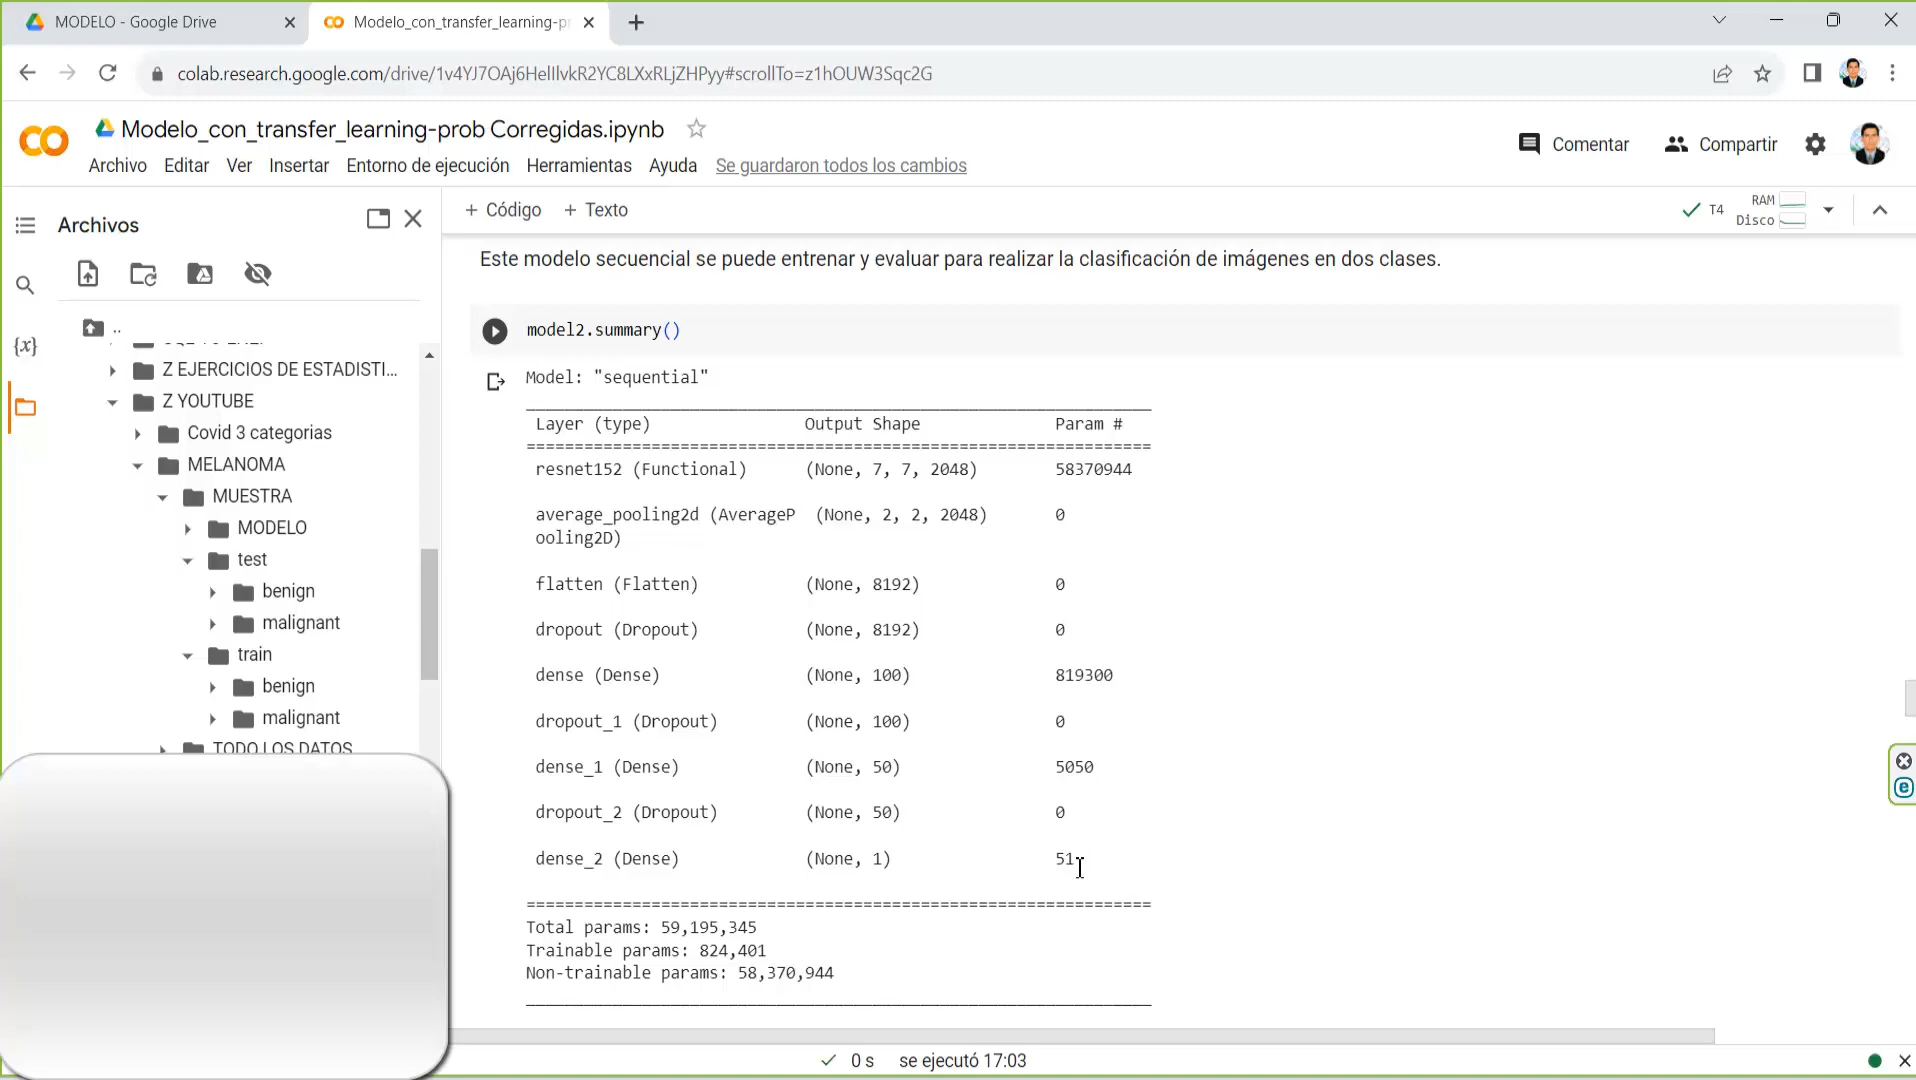 MODELO - Google Drive
Modelo_con_transfer_learning-pr
colab.research.google.com/drive/1v4YJ7OAj6HelIlvkR2YC8LXxRLjZHPyy#scrollTo=z1hOUW3Sqc2G
Modelo_con_transfer_learning-prob Corregidas.ipynb
Archivo Editar Ver Insertar Entorno de ejecución Herramientas Ayuda Se guardaron todos los cambios
Comentar
Compartir
Archivos
{x}
..
Z EJERCICIOS DE ESTADISTI...
Z YOUTUBE
Covid 3 categorias
MELANOMA
MUESTRA
MODELO
test
benign
malignant
train
benign
malignant
TODO LOS DATOS
+ Código + Texto
T4
RAM
Disco
Este modelo secuencial se puede entrenar y evaluar para realizar la clasificación de imágenes en dos clases.
model2.summary()
Model: "sequential"
Layer (type) Output Shape Param #
resnet152 (Functional) (None, 7, 7, 2048) 58370944
average_pooling2d (AverageP (None, 2, 2, 2048) 0
ooling2D)
flatten (Flatten) (None, 8192) 0
dropout (Dropout) (None, 8192) 0
dense (Dense) (None, 100) 819300
dropout_1 (Dropout) (None, 100) 0
dense_1 (Dense) (None, 50) 5050
dropout_2 (Dropout) (None, 50) 0
dense_2 (Dense) (None, 1) 51
Total params: 59,195,345
Trainable params: 824,401
Non-trainable params: 58,370,944
0 s se ejecutó 17:03